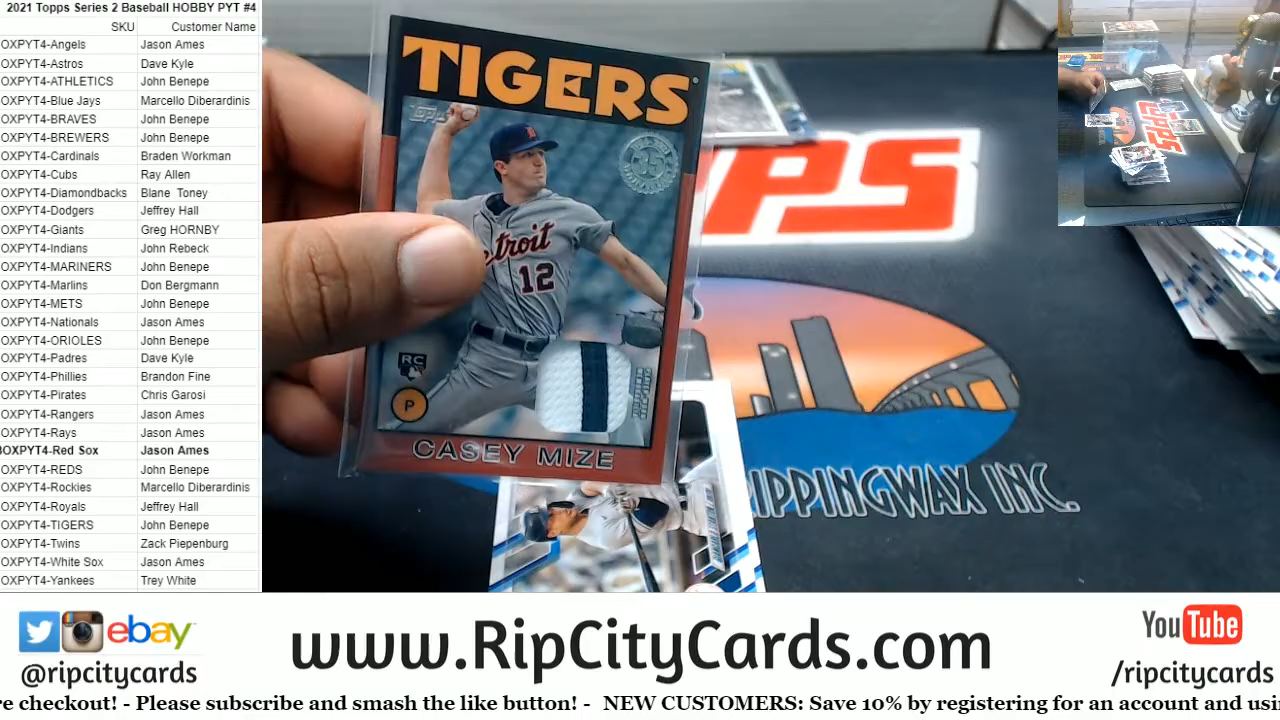 2021 Topps Series 2 Baseball HOBBY PYT #4
SKU Customer Name
OXPYT4-Angels Jason Ames
OXPYT4-Astros Dave Kyle
OXPYT4-ATHLETICS John Benepe
OXPYT4-Blue Jays Marcello Diberardinis
OXPYT4-BRAVES John Benepe
OXPYT4-BREWERS John Benepe
OXPYT4-Cardinals Braden Workman
OXPYT4-Cubs Ray Allen
OXPYT4-Diamondbacks Blane Toney
OXPYT4-Dodgers Jeffrey Hall
OXPYT4-Giants Greg HORNBY
OXPYT4-Indians John Rebeck
OXPYT4-MARINERS John Benepe
OXPYT4-Marlins Don Bergmann
OXPYT4-METS John Benepe
OXPYT4-Nationals Jason Ames
OXPYT4-ORIOLES John Benepe
OXPYT4-Padres Dave Kyle
OXPYT4-Phillies Brandon Fine
OXPYT4-Pirates Chris Garosi
OXPYT4-Rangers Jason Ames
OXPYT4-Rays Jason Ames
BOXPYT4-Red Sox Jason Ames
OXPYT4-REDS John Benepe
OXPYT4-Rockies Marcello Diberardinis
OXPYT4-Royals Jeffrey Hall
OXPYT4-TIGERS John Benepe
OXPYT4-Twins Zack Piepenburg
OXPYT4-White Sox Jason Ames
OXPYT4-Yankees Trey White
TIGERS
Topps
35
etroit
12
RC
P
CASEY MIZE
PPS
RIPPINGWAX INC.
ebay
@ripcitycards
www.RipCityCards.com
YouTube
/ripcitycards
re checkout! - Please subscribe and smash the like button! - NEW CUSTOMERS: Save 10% by registering for an account and usi